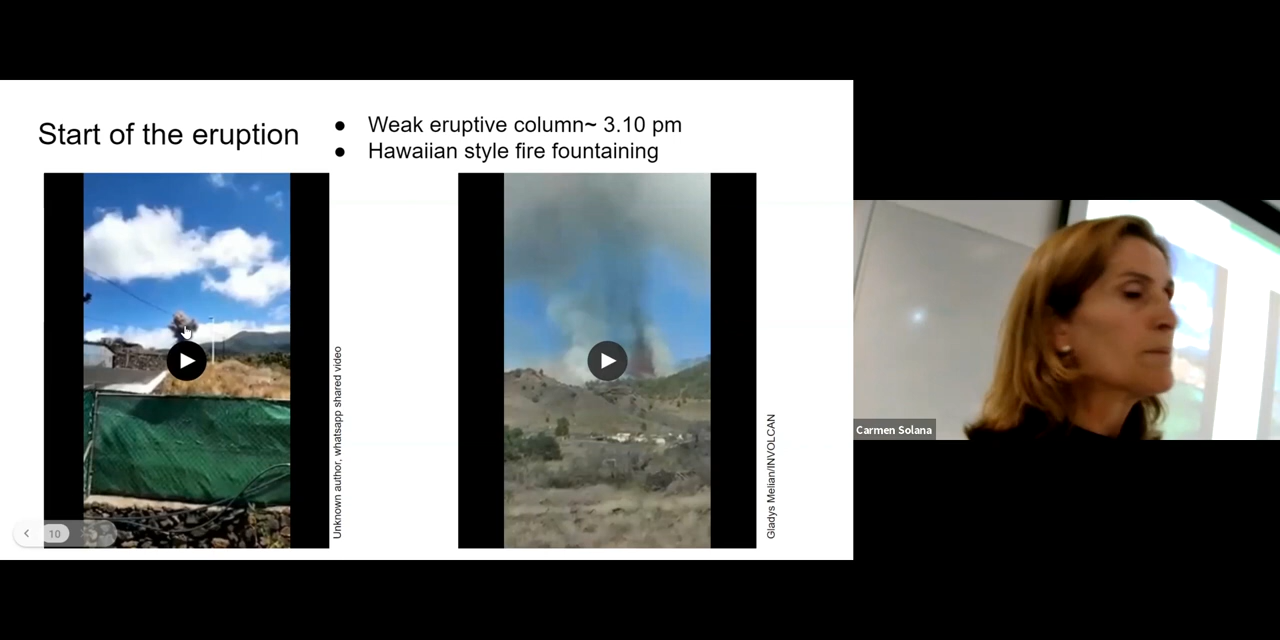 Start of the eruption
● Weak eruptive column~ 3.10 pm
● Hawaiian style fire fountaining
Unknown author, whatsapp shared video
Gladys Melian/INVOLCAN
10
Carmen Solana